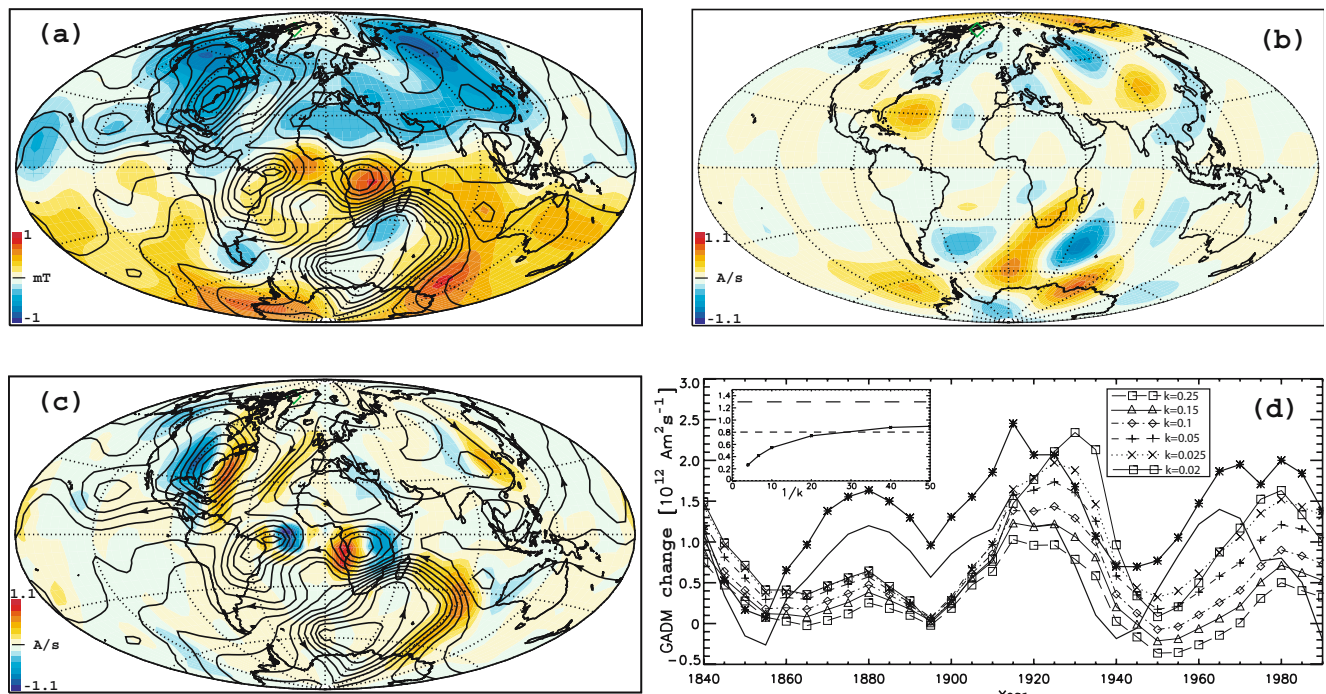 (a)
1
mT
-1
(b)
1.1
A/s
-1.1
(c)
1.1
A/s
-1.1
(d)
GADM change [10¹² Am²s⁻¹]
3.0
2.5
2.0
1.5
1.0
0.5
0
-0.5
1840 1860 1880 1900 1920 1940 1960 1980
1.4
1.2
1.0
0.8
0.6
0.4
0.2
0 10 20 30 40 50
1/k
k=0.25
k=0.15
k=0.1
k=0.05
k=0.025
k=0.02